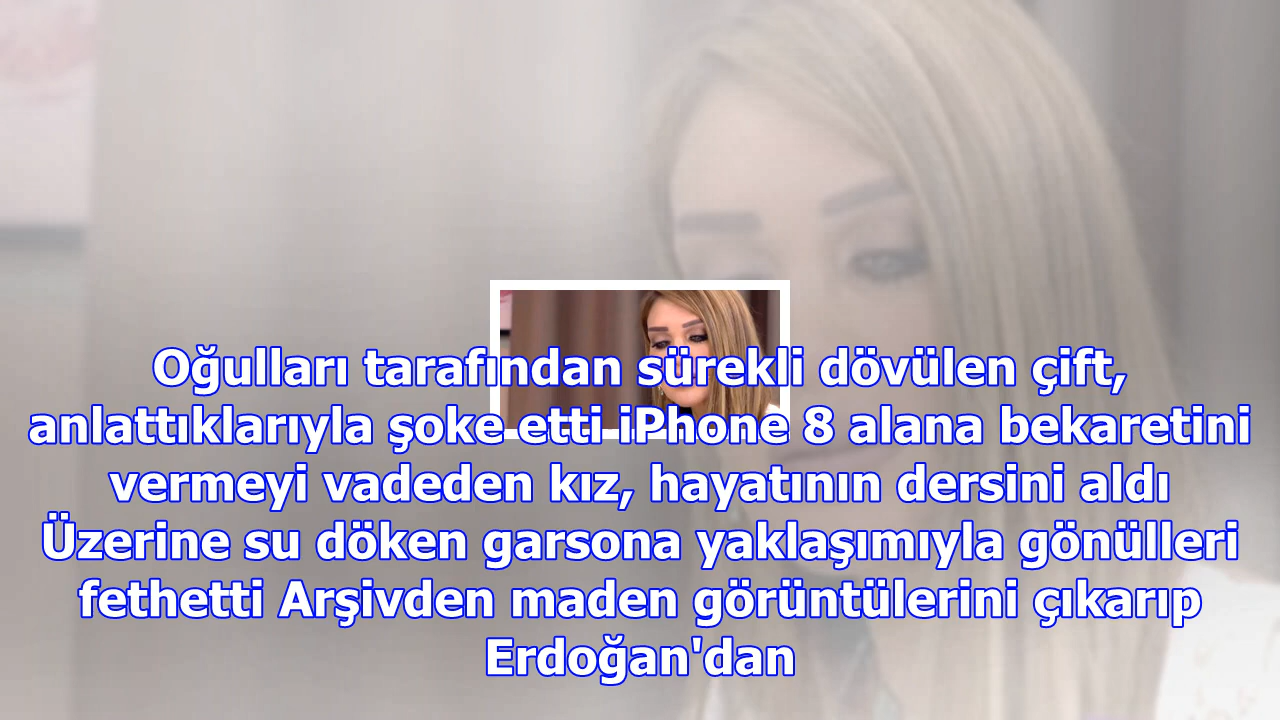 Oğulları tarafından sürekli dövülen çift,
anlattıklarıyla şoke etti iPhone 8 alana bekaretini
vermeyi vadeden kız, hayatının dersini aldı
Üzerine su döken garsona yaklaşımıyla gönülleri
fethetti Arşivden maden görüntülerini çıkarıp
Erdoğan'dan